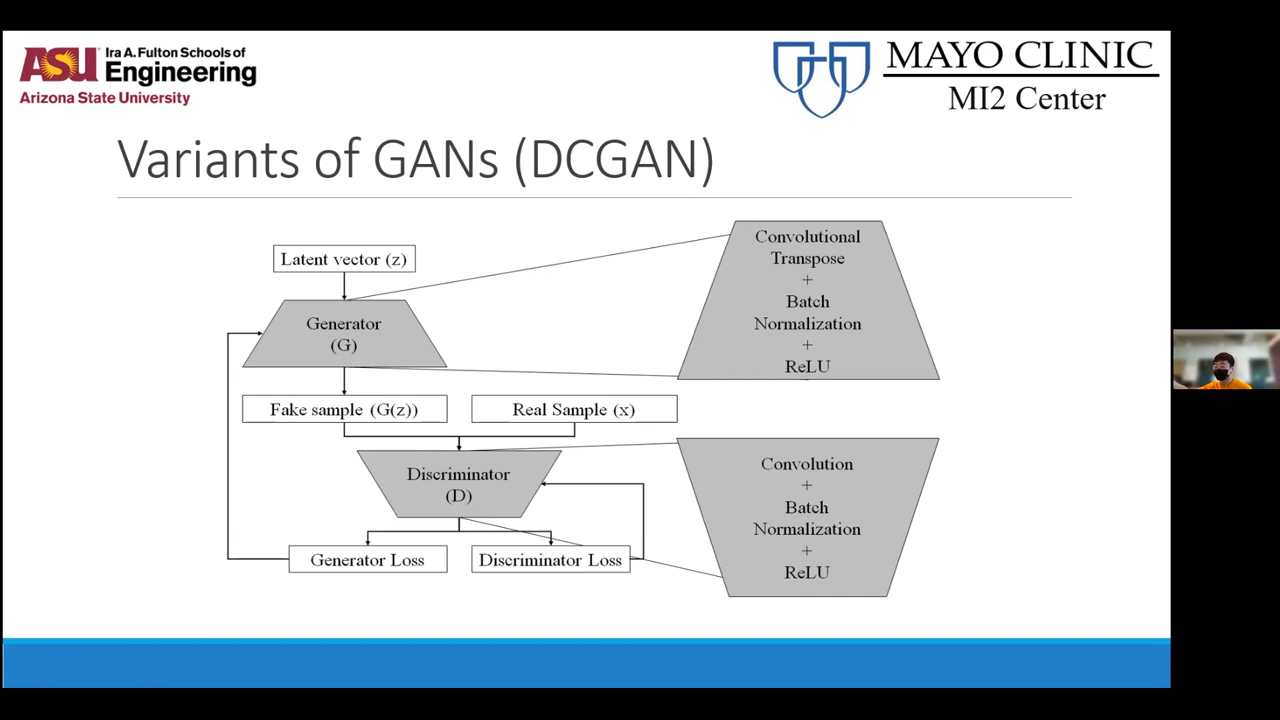 ASU
Ira A. Fulton Schools of
Engineering
Arizona State University
MAYO CLINIC
MI2 Center
Variants of GANs (DCGAN)
Latent vector (z)
Generator
(G)
Fake sample (G(z))
Real Sample (x)
Discriminator
(D)
Generator Loss
Discriminator Loss
Convolutional
Transpose
+
Batch
Normalization
+
ReLU
Convolution
+
Batch
Normalization
+
ReLU